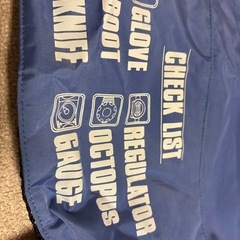 CHECK LIST
REGULATOR
OCTOPUS
GAUGE
GLOVE
BOOT
KNIFE